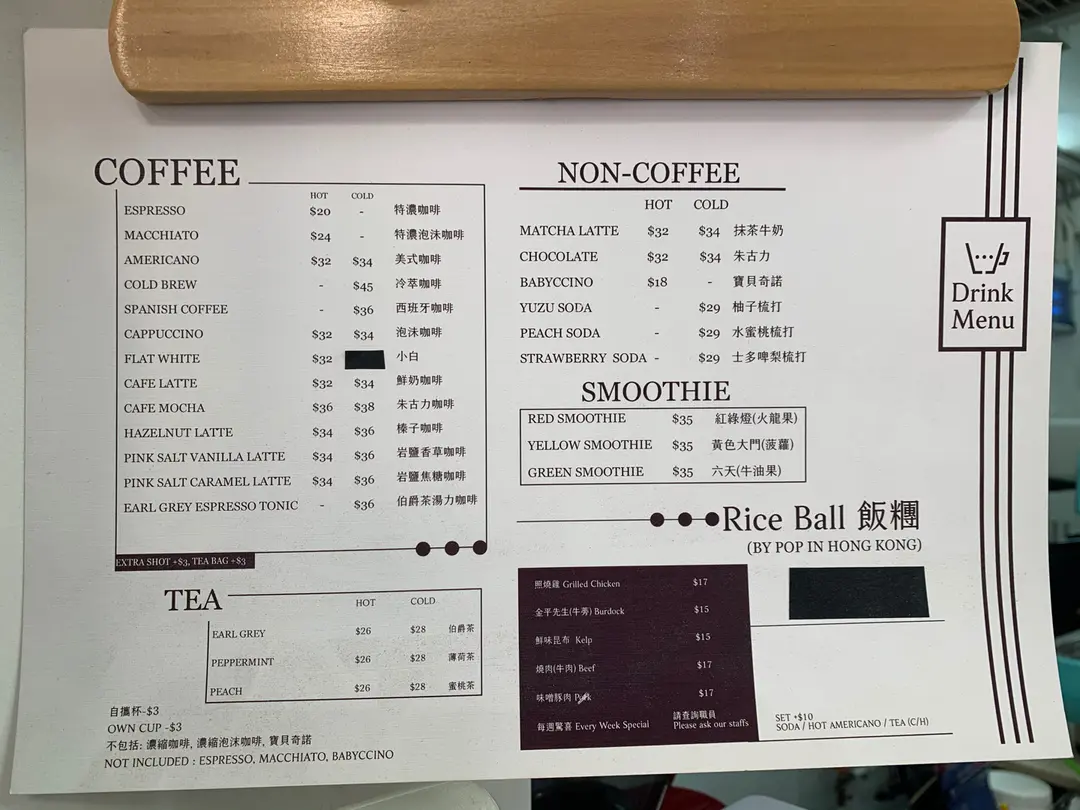 COFFEE
HOT COLD
ESPRESSO $20 - 特濃咖啡
MACCHIATO $24 - 特濃泡沫咖啡
AMERICANO $32 $34 美式咖啡
COLD BREW - $45 冷萃咖啡
SPANISH COFFEE - $36 西班牙咖啡
CAPPUCCINO $32 $34 泡沫咖啡
FLAT WHITE $32 小白
CAFE LATTE $32 $34 鮮奶咖啡
CAFE MOCHA $36 $38 朱古力咖啡
HAZELNUT LATTE $34 $36 榛子咖啡
PINK SALT VANILLA LATTE $34 $36 岩鹽香草咖啡
PINK SALT CARAMEL LATTE $34 $36 岩鹽焦糖咖啡
EARL GREY ESPRESSO TONIC - $36 伯爵茶湯力咖啡
EXTRA SHOT +$3, TEA BAG +$3
TEA
HOT COLD
EARL GREY $26 $28 伯爵茶
PEPPERMINT $26 $28 薄荷茶
PEACH $26 $28 蜜桃茶
自攜杯-$3
OWN CUP -$3
不包括: 濃縮咖啡, 濃縮泡沫咖啡, 寶貝奇諾
NOT INCLUDED : ESPRESSO, MACCHIATO, BABYCCINO
NON-COFFEE
HOT COLD
MATCHA LATTE $32 $34 抹茶牛奶
CHOCOLATE $32 $34 朱古力
BABYCCINO $18 - 寶貝奇諾
YUZU SODA - $29 柚子梳打
PEACH SODA - $29 水蜜桃梳打
STRAWBERRY SODA - $29 士多啤梨梳打
SMOOTHIE
RED SMOOTHIE $35 紅綠燈(火龍果)
YELLOW SMOOTHIE $35 黃色大門(菠蘿)
GREEN SMOOTHIE $35 六天(牛油果)
Rice Ball 飯糰
(BY POP IN HONG KONG)
照燒雞 Grilled Chicken $17
金平先生(牛蒡) Burdock $15
鮮味昆布 Kelp $15
燒肉(牛肉) Beef $17
味噌豚肉 Pork $17
每週驚喜 Every Week Special 請查詢職員
Please ask our staffs
SET +$10
SODA / HOT AMERICANO / TEA (C/H)
Drink
Menu